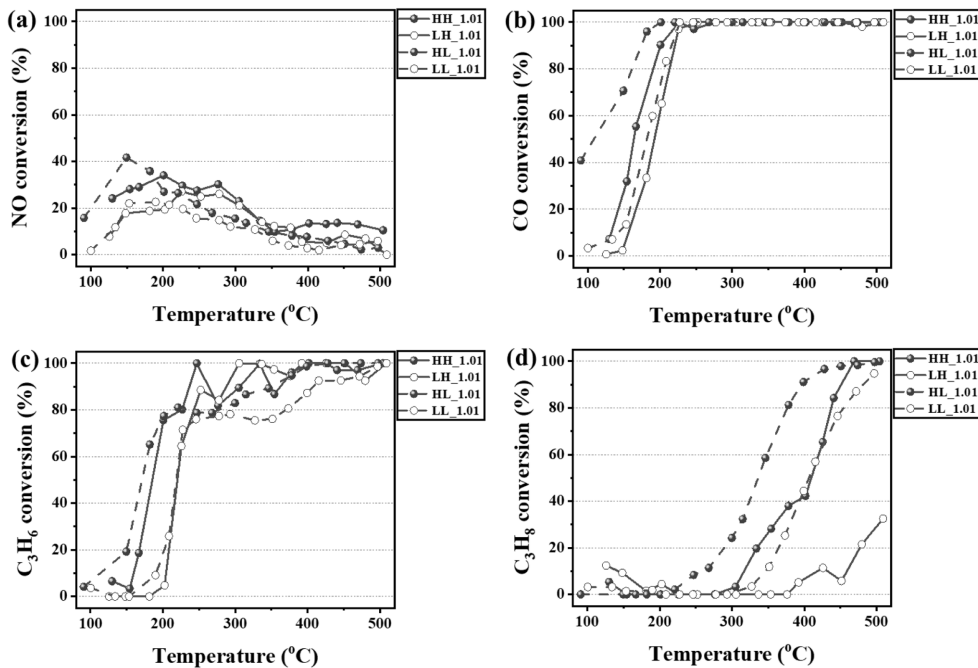 (a)
NO conversion (%)
100
80
60
40
20
0
100 200 300 400 500
Temperature (⁰C)
HH_1.01
LH_1.01
HL_1.01
LL_1.01
(b)
CO conversion (%)
100
80
60
40
20
0
100 200 300 400 500
Temperature (⁰C)
HH_1.01
LH_1.01
HL_1.01
LL_1.01
(c)
C₃H₆ conversion (%)
100
80
60
40
20
0
100 200 300 400 500
Temperature (⁰C)
HH_1.01
LH_1.01
HL_1.01
LL_1.01
(d)
C₃H₈ conversion (%)
100
80
60
40
20
0
100 200 300 400 500
Temperature (⁰C)
HH_1.01
LH_1.01
HL_1.01
LL_1.01